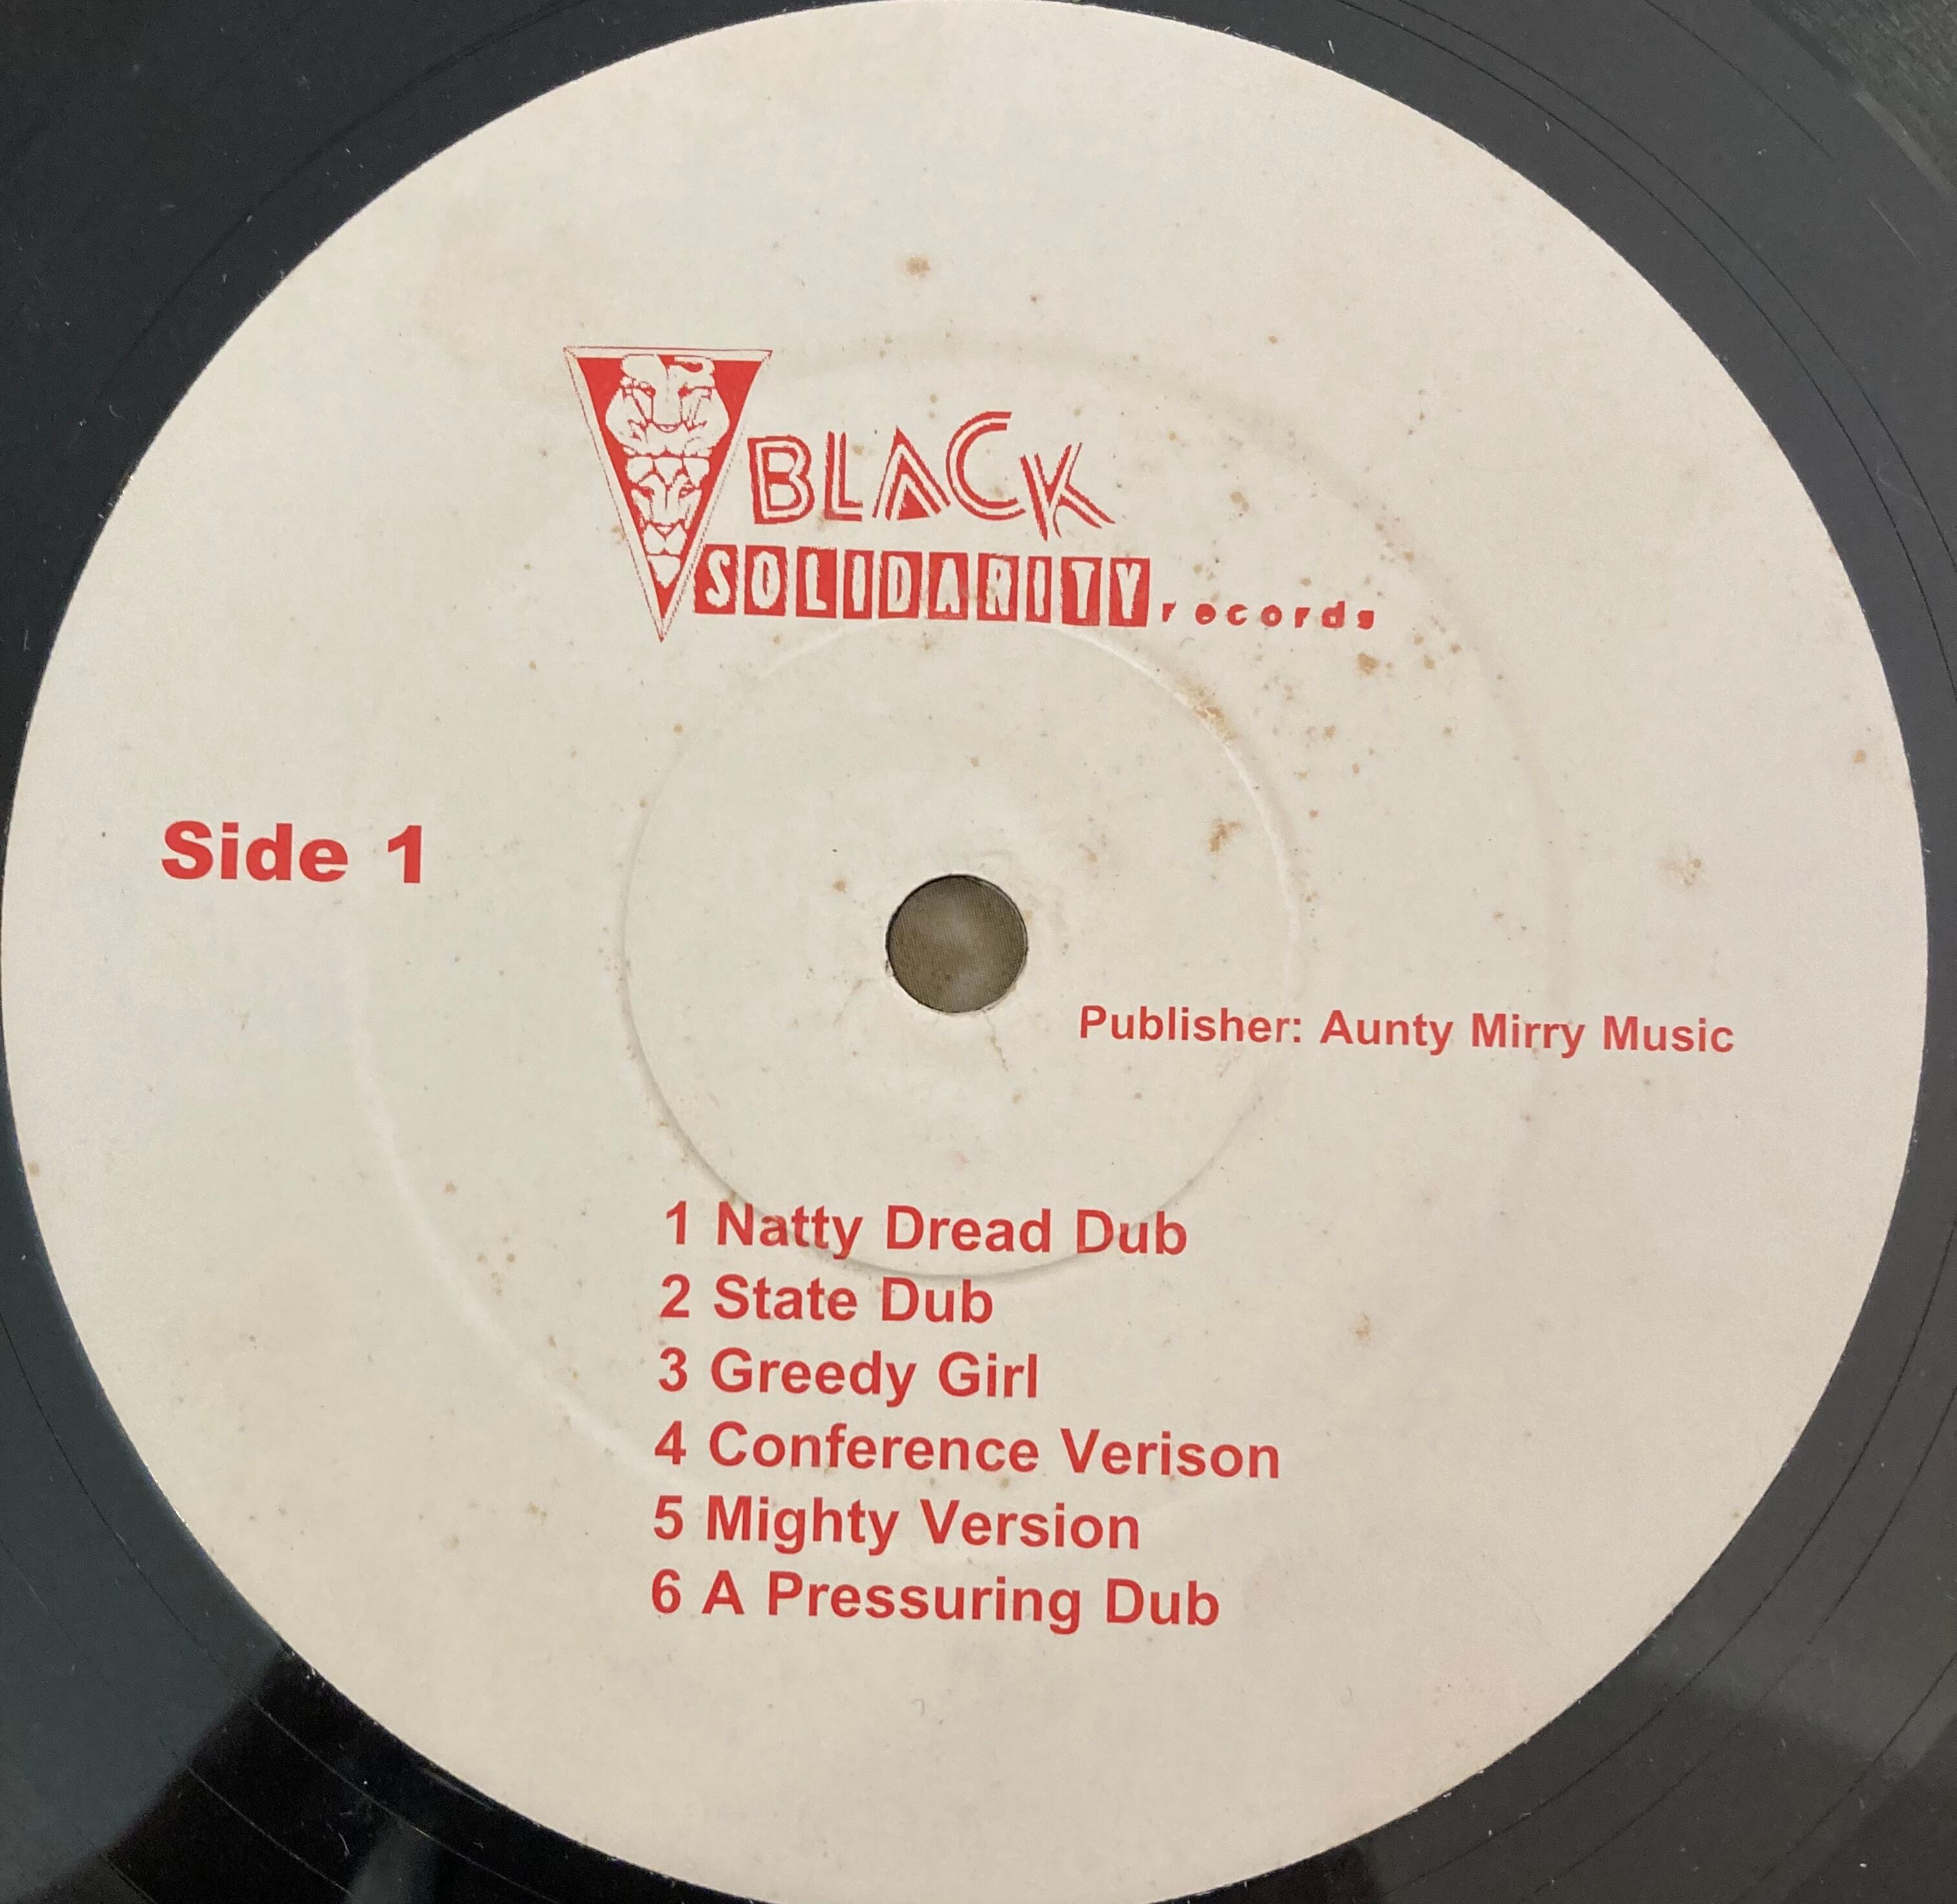 BLACK
SOLIDARITY records
Side 1
Publisher: Aunty Mirry Music
1 Natty Dread Dub
2 State Dub
3 Greedy Girl
4 Conference Verison
5 Mighty Version
6 A Pressuring Dub